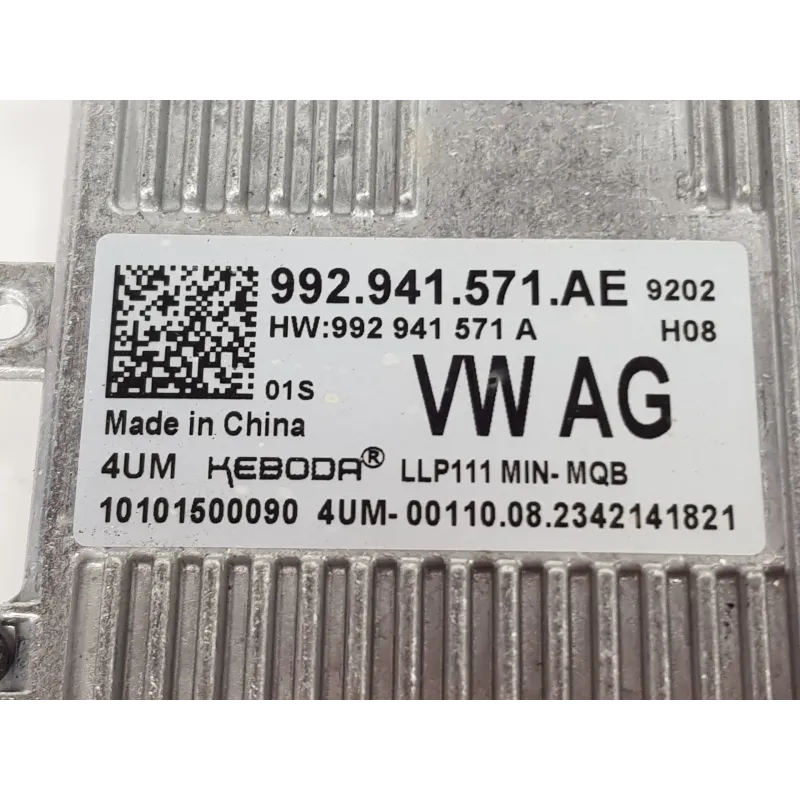 992.941.571.AE 9202
HW:992 941 571 A H08
01S VW AG
Made in China
4UM KEBODA® LLP111 MIN- MQB
10101500090 4UM- 00110.08.2342141821